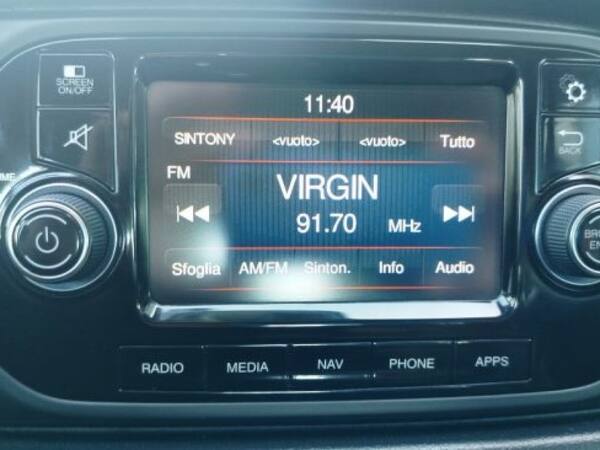 SCREEN
ON/OFF
11:40
SINTONY <vuoto> <vuoto> Tutto
BACK
FM
VIRGIN
91.70 MHz
Sfoglia AM/FM Sinton. Info Audio
RADIO MEDIA NAV PHONE APPS